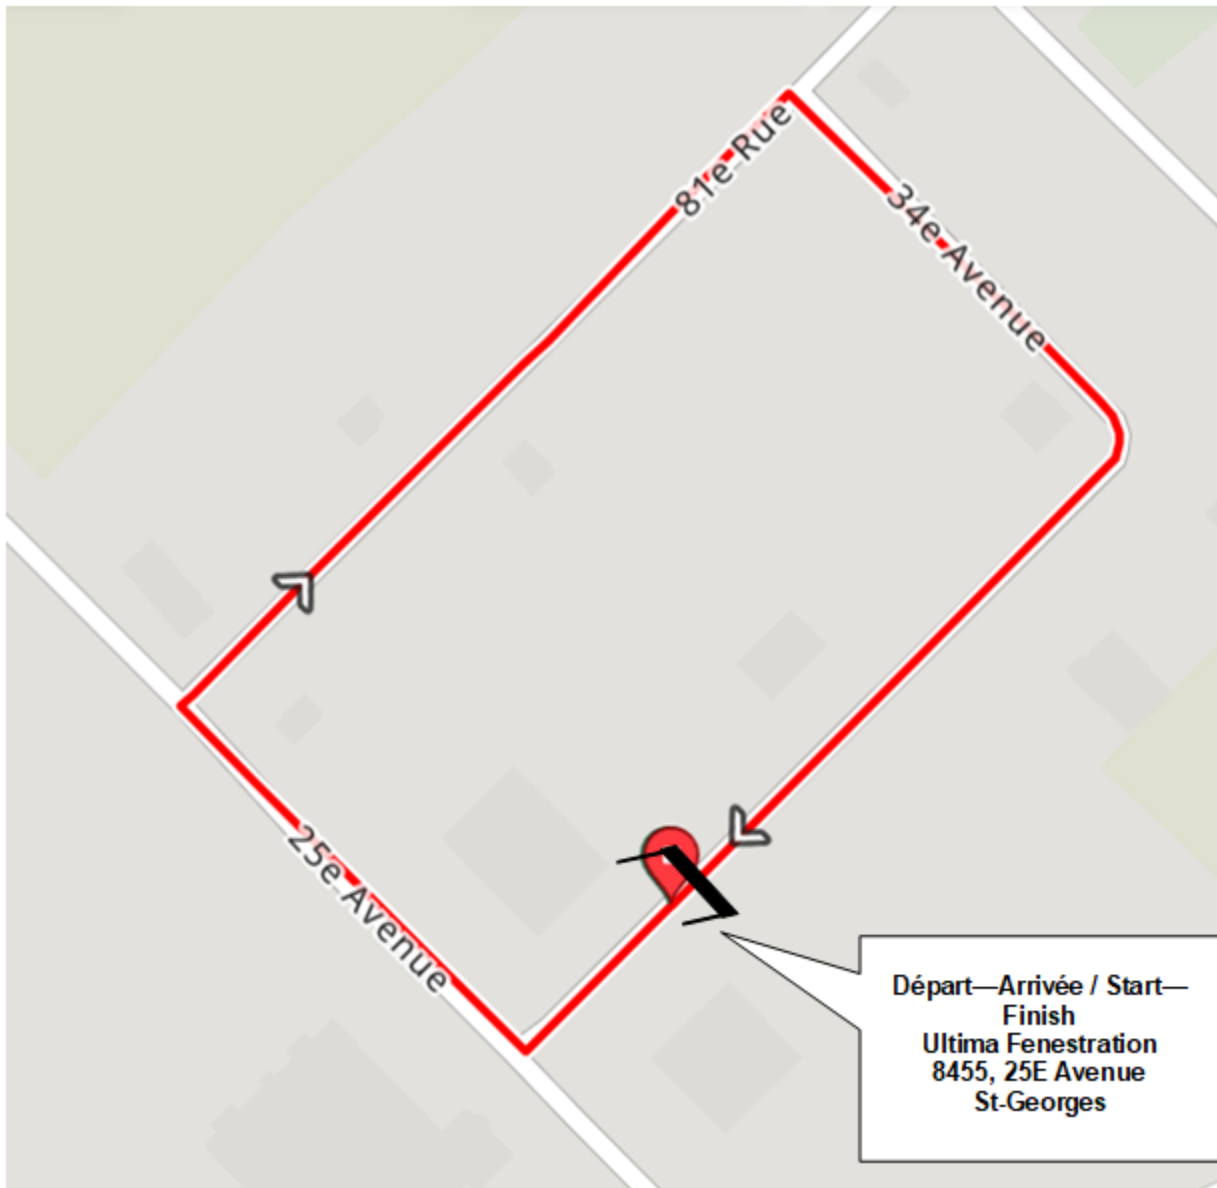 81e Rue
34e Avenue
25e Avenue
Départ—Arrivée / Start—
Finish
Ultima Fenestration
8455, 25E Avenue
St-Georges